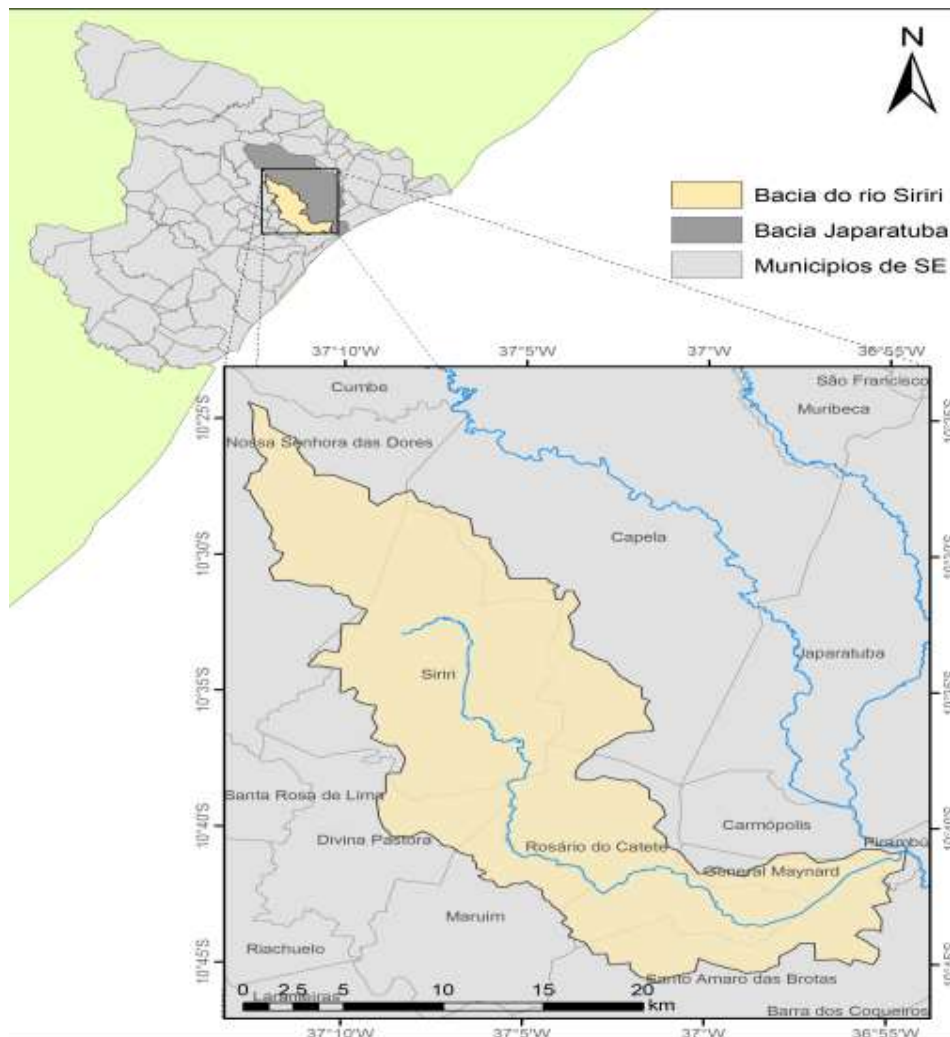 N
Bacia do rio Siriri
Bacia Japaratuba
Municipios de SE
37°10'W 37°5'W 37°W 36°55'W
São Francisco
Cumbe
Muribeca
10°25'S
Nossa Senhora das Dores
Capela
10°30'S
Japaratuba
Siriri
10°35'S
Santa Rosa de Lima
Carmópolis
10°40'S
Divina Pastora
Rosário do Catete
Pirambu
General Maynard
Maruim
Riachuelo
10°45'S
Santo Amaro das Brotas
Laranjeiras
0 2,5 5 10 15 20
km
Barra dos Coqueiros
37°10'W 37°5'W 37°W 36°55'W